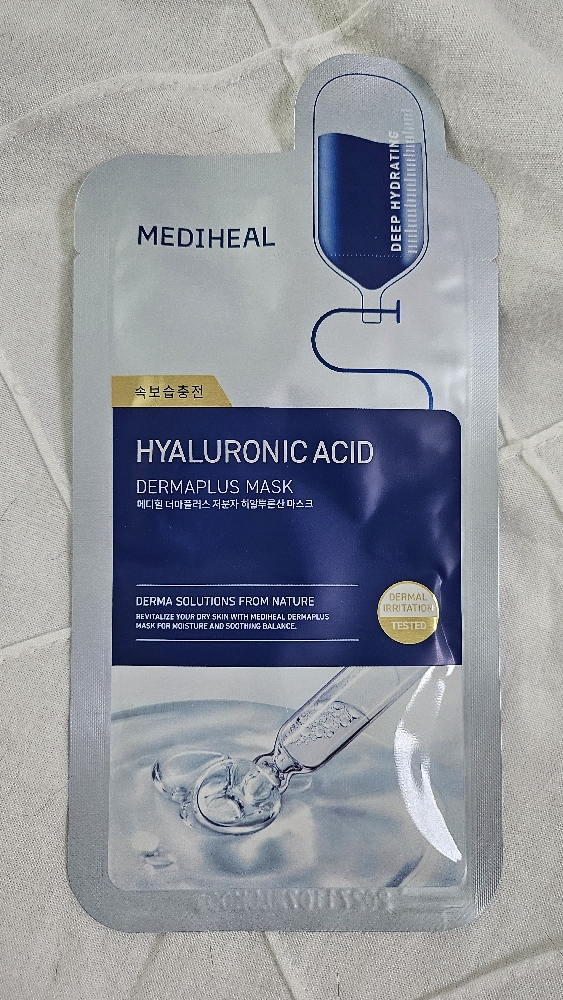 DEEP HYDRATING
MEDIHEAL
속보습충전
HYALURONIC ACID
DERMAPLUS MASK
메디힐 더마플러스 저분자 히알루론산 마스크
DERMA SOLUTIONS FROM NATURE
REVITALIZE YOUR DRY SKIN WITH MEDIHEAL DERMAPLUS
MASK FOR MOISTURE AND SOOTHING BALANCE.
DERMAL
IRRITATION
TESTED